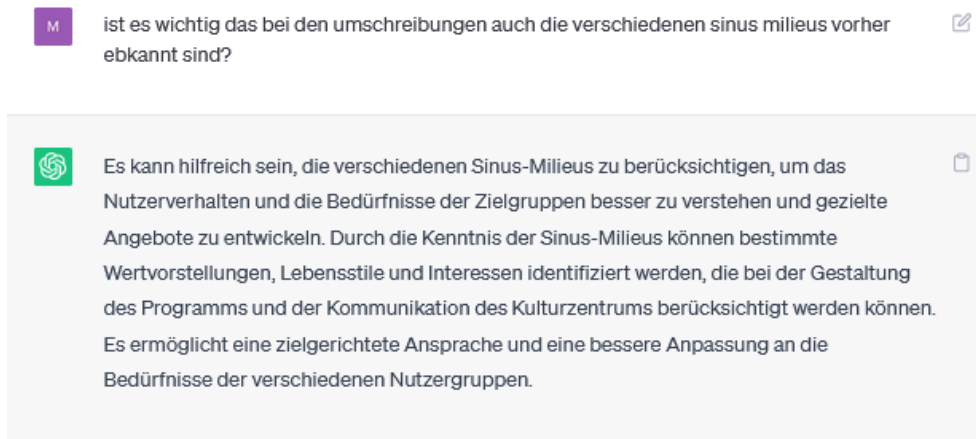 M
ist es wichtig das bei den umschreibungen auch die verschiedenen sinus milieus vorher
ebkannt sind?
Es kann hilfreich sein, die verschiedenen Sinus-Milieus zu berücksichtigen, um das
Nutzerverhalten und die Bedürfnisse der Zielgruppen besser zu verstehen und gezielte
Angebote zu entwickeln. Durch die Kenntnis der Sinus-Milieus können bestimmte
Wertvorstellungen, Lebensstile und Interessen identifiziert werden, die bei der Gestaltung
des Programms und der Kommunikation des Kulturzentrums berücksichtigt werden können.
Es ermöglicht eine zielgerichtete Ansprache und eine bessere Anpassung an die
Bedürfnisse der verschiedenen Nutzergruppen.